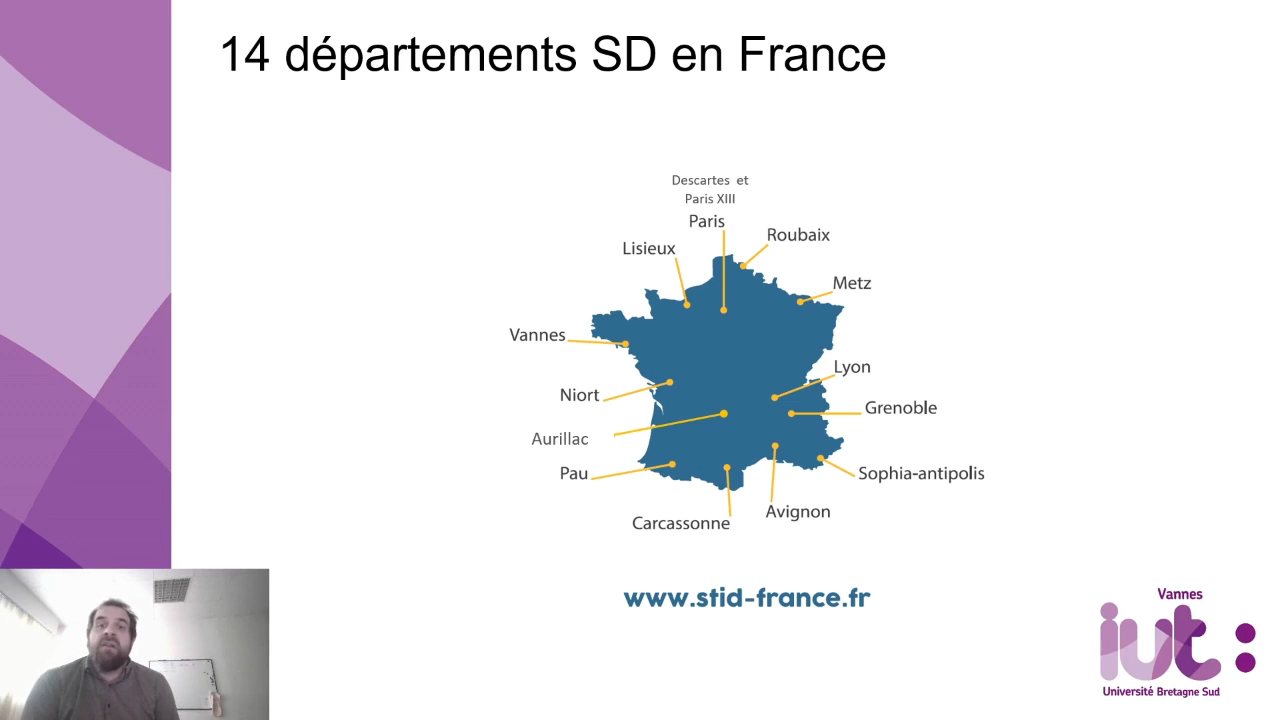 14 départements SD en France
Descartes et
Paris XIII
Paris
Roubaix
Lisieux
Metz
Vannes
Lyon
Niort
Grenoble
Aurillac
Pau
Sophia-antipolis
Avignon
Carcassonne
www.stid-france.fr
Vannes
iut:
Université Bretagne Sud